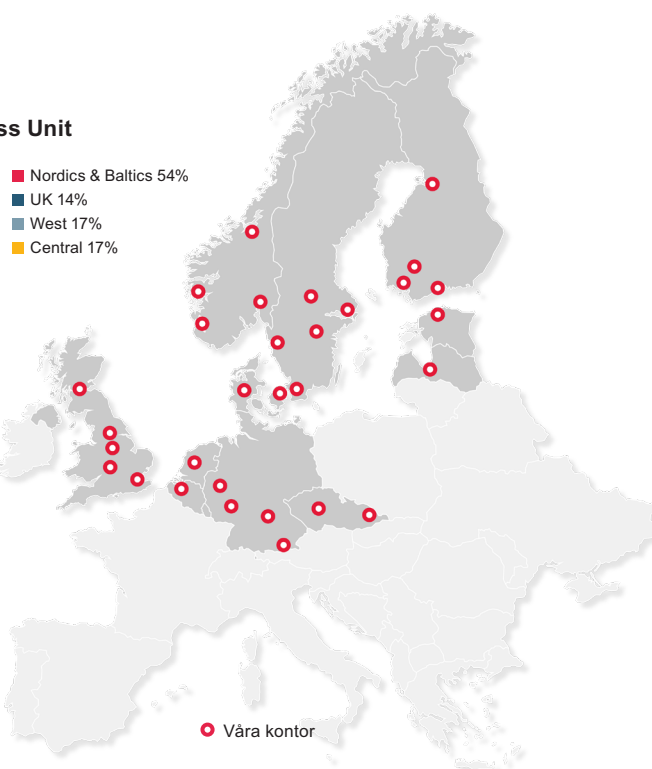 ss Unit
Nordics & Baltics 54%
UK 14%
West 17%
Central 17%
Våra kontor